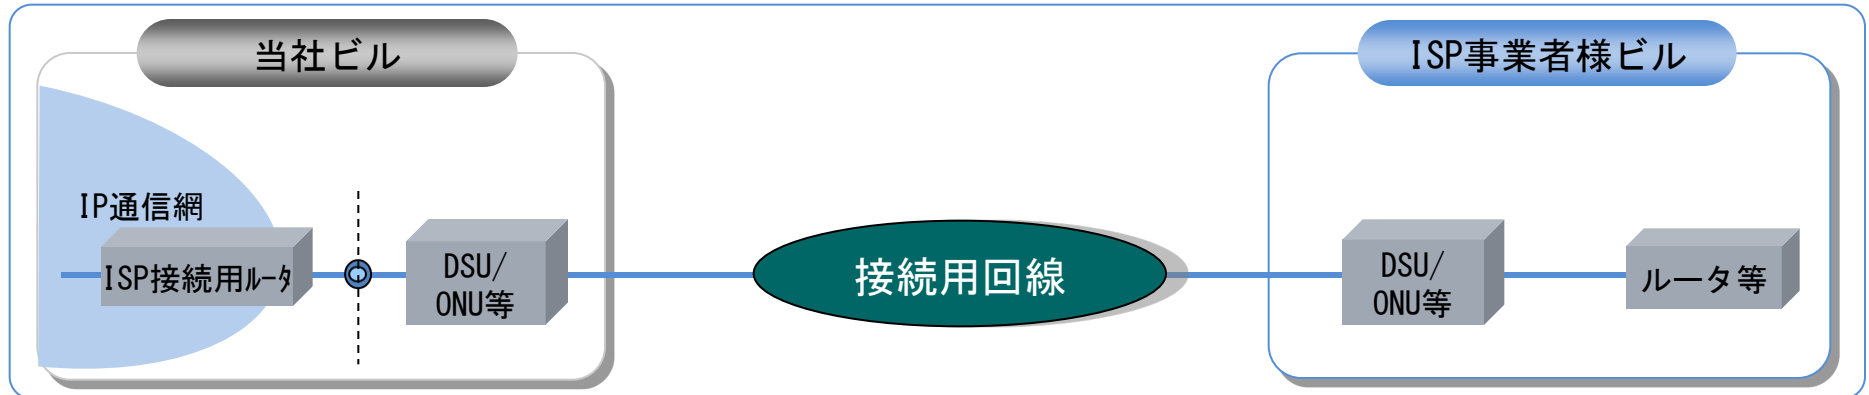 当社ビル
ISP事業者様ビル
IP通信網
ISP接続用ﾙｰﾀ
DSU/
ONU等
接続用回線
DSU/
ONU等
ルータ等